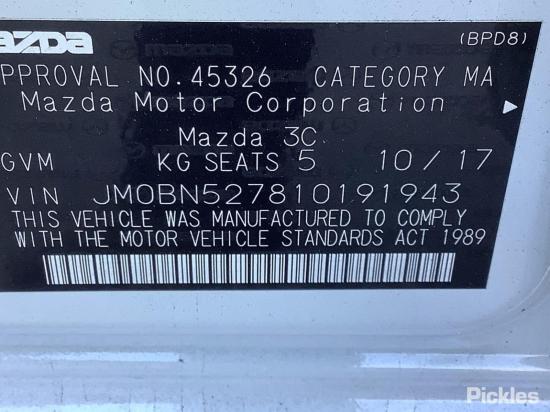 mazda (BPD8)
APPROVAL NO.45326 CATEGORY MA
Mazda Motor Corporation
Mazda 3C
GVM KG SEATS 5 10/17
VIN JM0BN527810191943
THIS VEHICLE WAS MANUFACTURED TO COMPLY
WITH THE MOTOR VEHICLE STANDARDS ACT 1989
Pickles